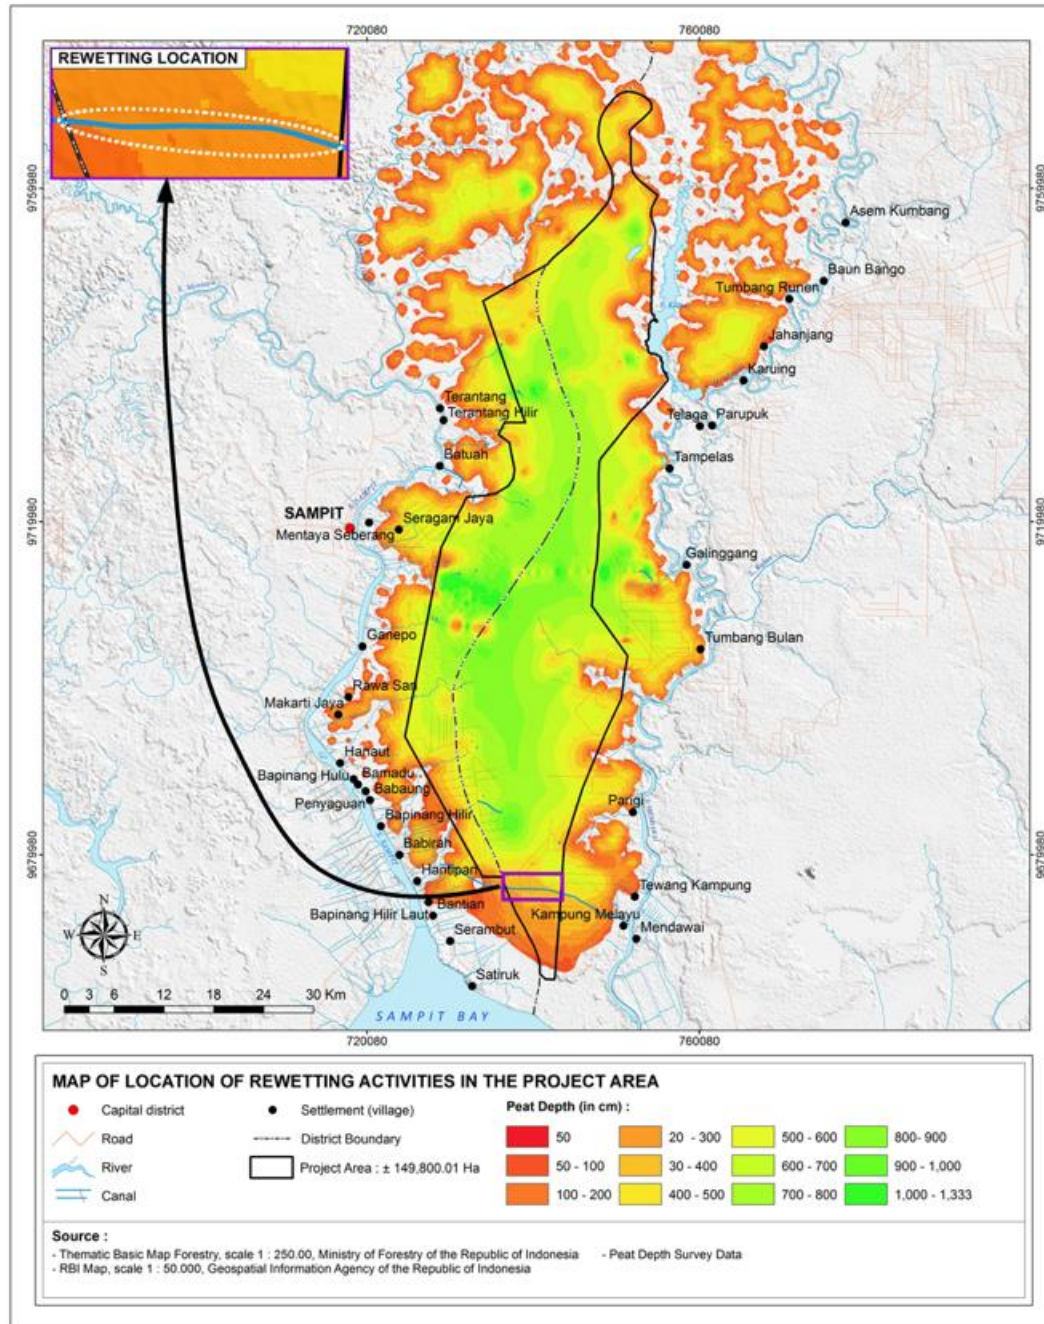 720080
760080
REWETTING LOCATION
9759980
9759980
Asem Kumbang
Baun Bango
Tumbang Runen
Jahanjang
Karuing
Terantang
Terantang Hilir
Telaga
Parupuk
Batuah
Tampelas
SAMPIT
Seragam Jaya
Mentaya Seberang
9719980
9719980
Galinggang
Ganepo
Tumbang Bulan
Rawa Sari
Makarti Jaya
Hanaut
Bapinang Hulu
Bamadu
Babaung
Penyaguan
Parigi
Bapinang Hilir
Babirah
9679980
9679980
Hantipan
Tewang Kampung
Bantian
Bapinang Hilir Laut
Kampung Melayu
Mendawai
Serambut
Satiruk
N
W
E
S
0 3 6 12 18 24 30 Km
SAMPIT BAY
720080
760080
MAP OF LOCATION OF REWETTING ACTIVITIES IN THE PROJECT AREA
Capital district
Settlement (village)
Peat Depth (in cm) :
Road
District Boundary
River
Project Area : ± 149,800.01 Ha
Canal
50
20 - 300
500 - 600
800- 900
50 - 100
30 - 400
600 - 700
900 - 1,000
100 - 200
400 - 500
700 - 800
1,000 - 1,333
Source :
- Thematic Basic Map Forestry, scale 1 : 250.00, Ministry of Forestry of the Republic of Indonesia
- Peat Depth Survey Data
- RBI Map, scale 1 : 50.000, Geospatial Information Agency of the Republic of Indonesia